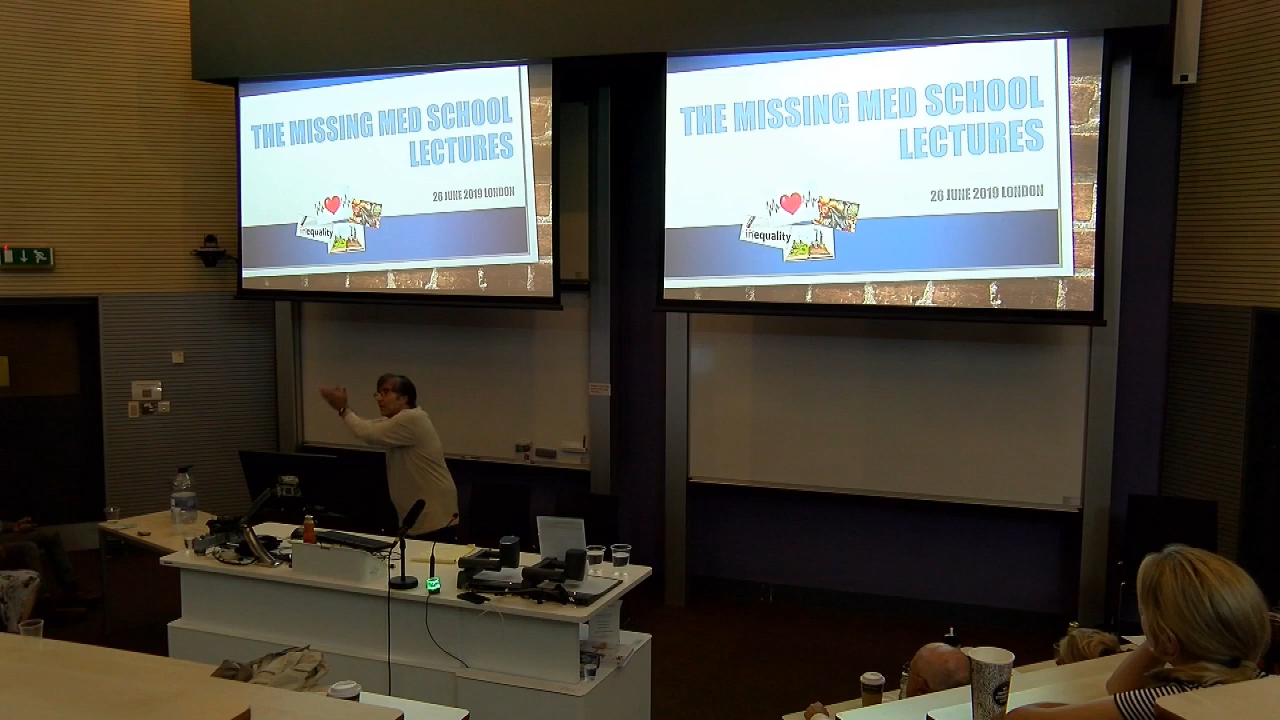 THE MISSING MED SCHOOL
LECTURES
26 JUNE 2019 LONDON
inequality
THE MISSING MED SCHOOL
LECTURES
26 JUNE 2019 LONDON
inequality